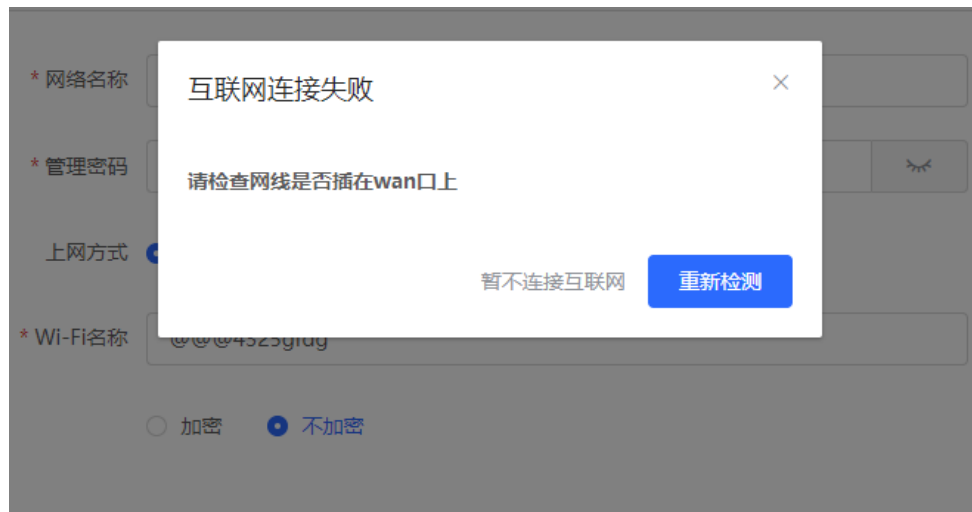 * 网络名称
互联网连接失败
* 管理密码
请检查网线是否插在wan口上
上网方式
暂不连接互联网
重新检测
* Wi-Fi名称
@@@4325gfdg
加密
不加密